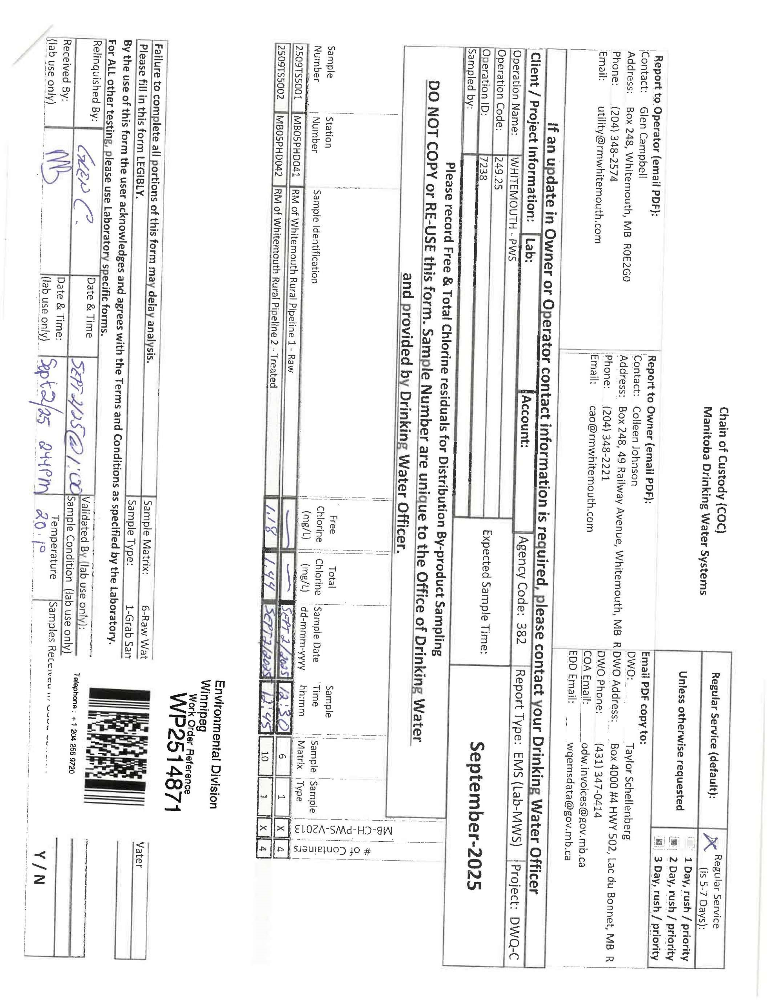 Chain of Custody (COC)
Manitoba Drinking Water Systems
Regular Service (default):
Unless otherwise requested
X Regular Service
(is 5-7 Days):
1 Day, rush / priority
2 Day, rush / priority
3 Day, rush / priority
Report to Operator (email PDF):
Contact: Glen Campbell
Address: Box 248, Whitemouth, MB R0E2G0
Phone: (204) 348-2574
Email: utility@rmwhitemouth.com
Report to Owner (email PDF):
Contact: Colleen Johnson
Address: Box 248, 49 Railway Avenue, Whitemouth, MB R
Phone: (204) 348-2221
Email: cao@rmwhitemouth.com
Email PDF copy to:
DWO: Taylor Schellenberg
DWO Address: Box 4000 #4 HWY 502, Lac du Bonnet, MB R
DWO Phone: (431) 347-0414
COA Email: odw.invoices@gov.mb.ca
EDD Email: wqemsdata@gov.mb.ca
If an update in Owner or Operator contact information is required, please contact your Drinking Water Officer
Client / Project Information: Lab: Account: Agency Code: 382 Report Type: EMS (Lab-MWS) Project: DWQ-C
Operation Name: WHITEMOUTH - PWS
Operation Code: 249.25
Operation ID: 7238
Sampled by:
Expected Sample Time:
September-2025
Please record Free & Total Chlorine residuals for Distribution By-product Sampling
DO NOT COPY or RE-USE this form. Sample Number are unique to the Office of Drinking Water
and provided by Drinking Water Officer.
Sample Number Station Number Sample Identification Free Chlorine (mg/L) Total Chlorine (mg/L) Sample Date dd-mmm-yyyy Sample Time hh:mm Sample Matrix Sample Type MB-CH-PWS-V2013 # of Containers
2509TS5001 MB05PHD041 RM of Whitemouth Rural Pipeline 1 - Raw — — SEPT 2/2025 12:30 6 1 X 4
2509TS5002 MB05PHD042 RM of Whitemouth Rural Pipeline 2 - Treated 1.18 1.44 SEPT 2/2025 12:45 10 1 X 4
Environmental Division
Winnipeg
Work Order Reference
WP2514871
Telephone : +1 204 255 9720
Failure to complete all portions of this form may delay analysis.
Please fill in this form LEGIBLY.
Sample Matrix: 6-Raw Wat
Vater
Sample Type: 1-Grab Sam
By the use of this form the user acknowledges and agrees with the Terms and Conditions as specified by the Laboratory.
For ALL other testing, please use Laboratory specific forms.
Relinquished By: GLEN C. Date & Time SEPT 2/25 @ 1:00
Validated By (lab use only):
Sample Condition (lab use only)
Received By: (lab use only) Date & Time: (lab use only) Sept 2/25 244PM Temperature 20.1° Samples Received in Y / N